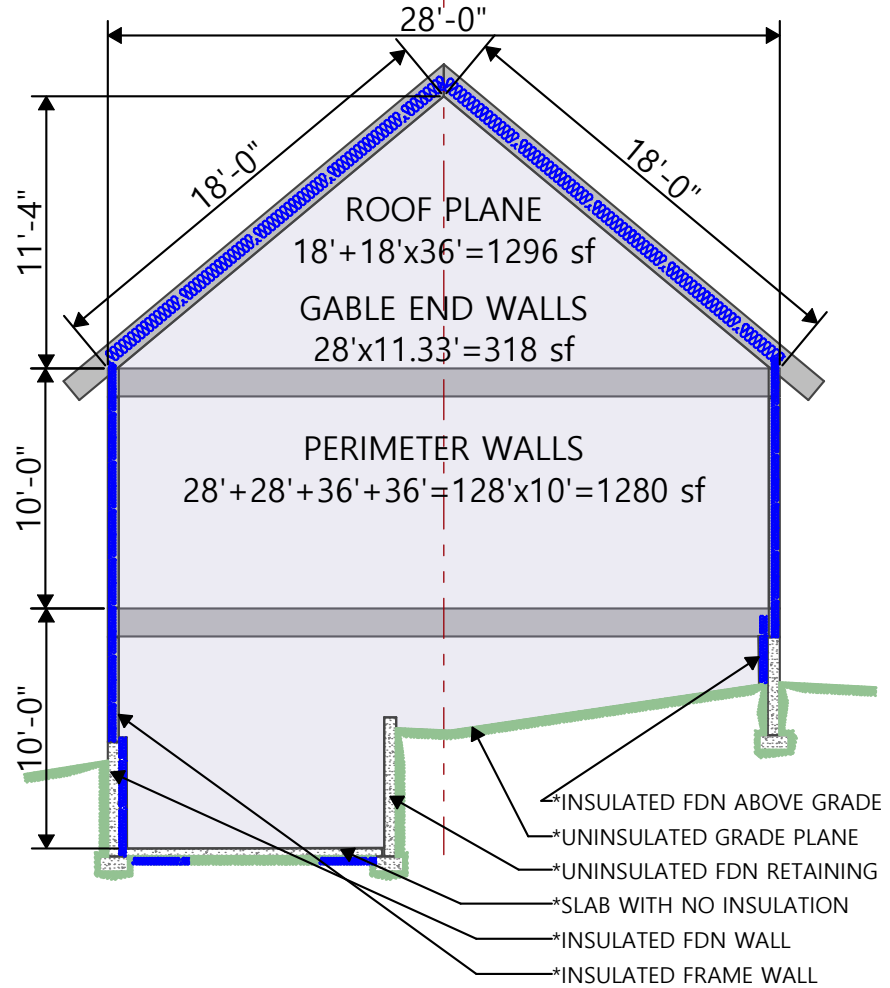 28'-0"
18'-0"
18'-0"
11'-4"
ROOF PLANE
18'+18'x36'=1296 sf
GABLE END WALLS
28'x11.33'=318 sf
10'-0"
PERIMETER WALLS
28'+28'+36'+36'=128'x10'=1280 sf
10'-0"
*INSULATED FDN ABOVE GRADE
*UNINSULATED GRADE PLANE
*UNINSULATED FDN RETAINING
*SLAB WITH NO INSULATION
*INSULATED FDN WALL
*INSULATED FRAME WALL